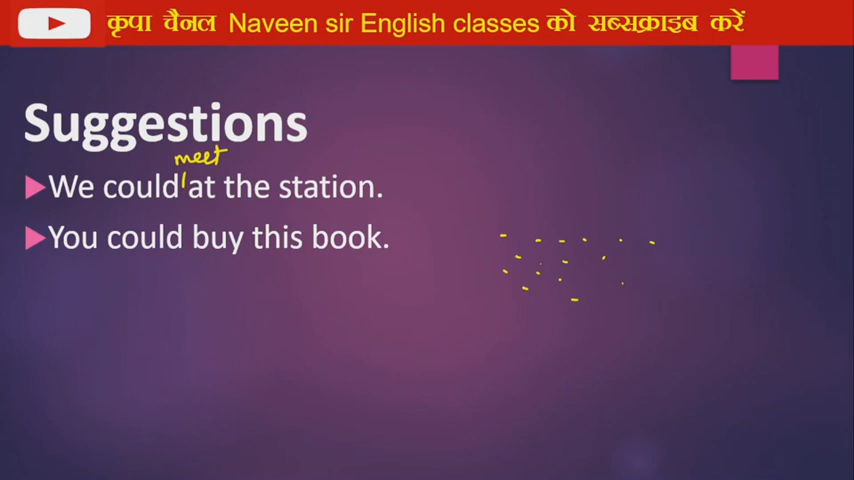 कृपा चैनल Naveen sir English classes को सब्सक्राइब करें
Suggestions
meet
We could at the station.
You could buy this book.